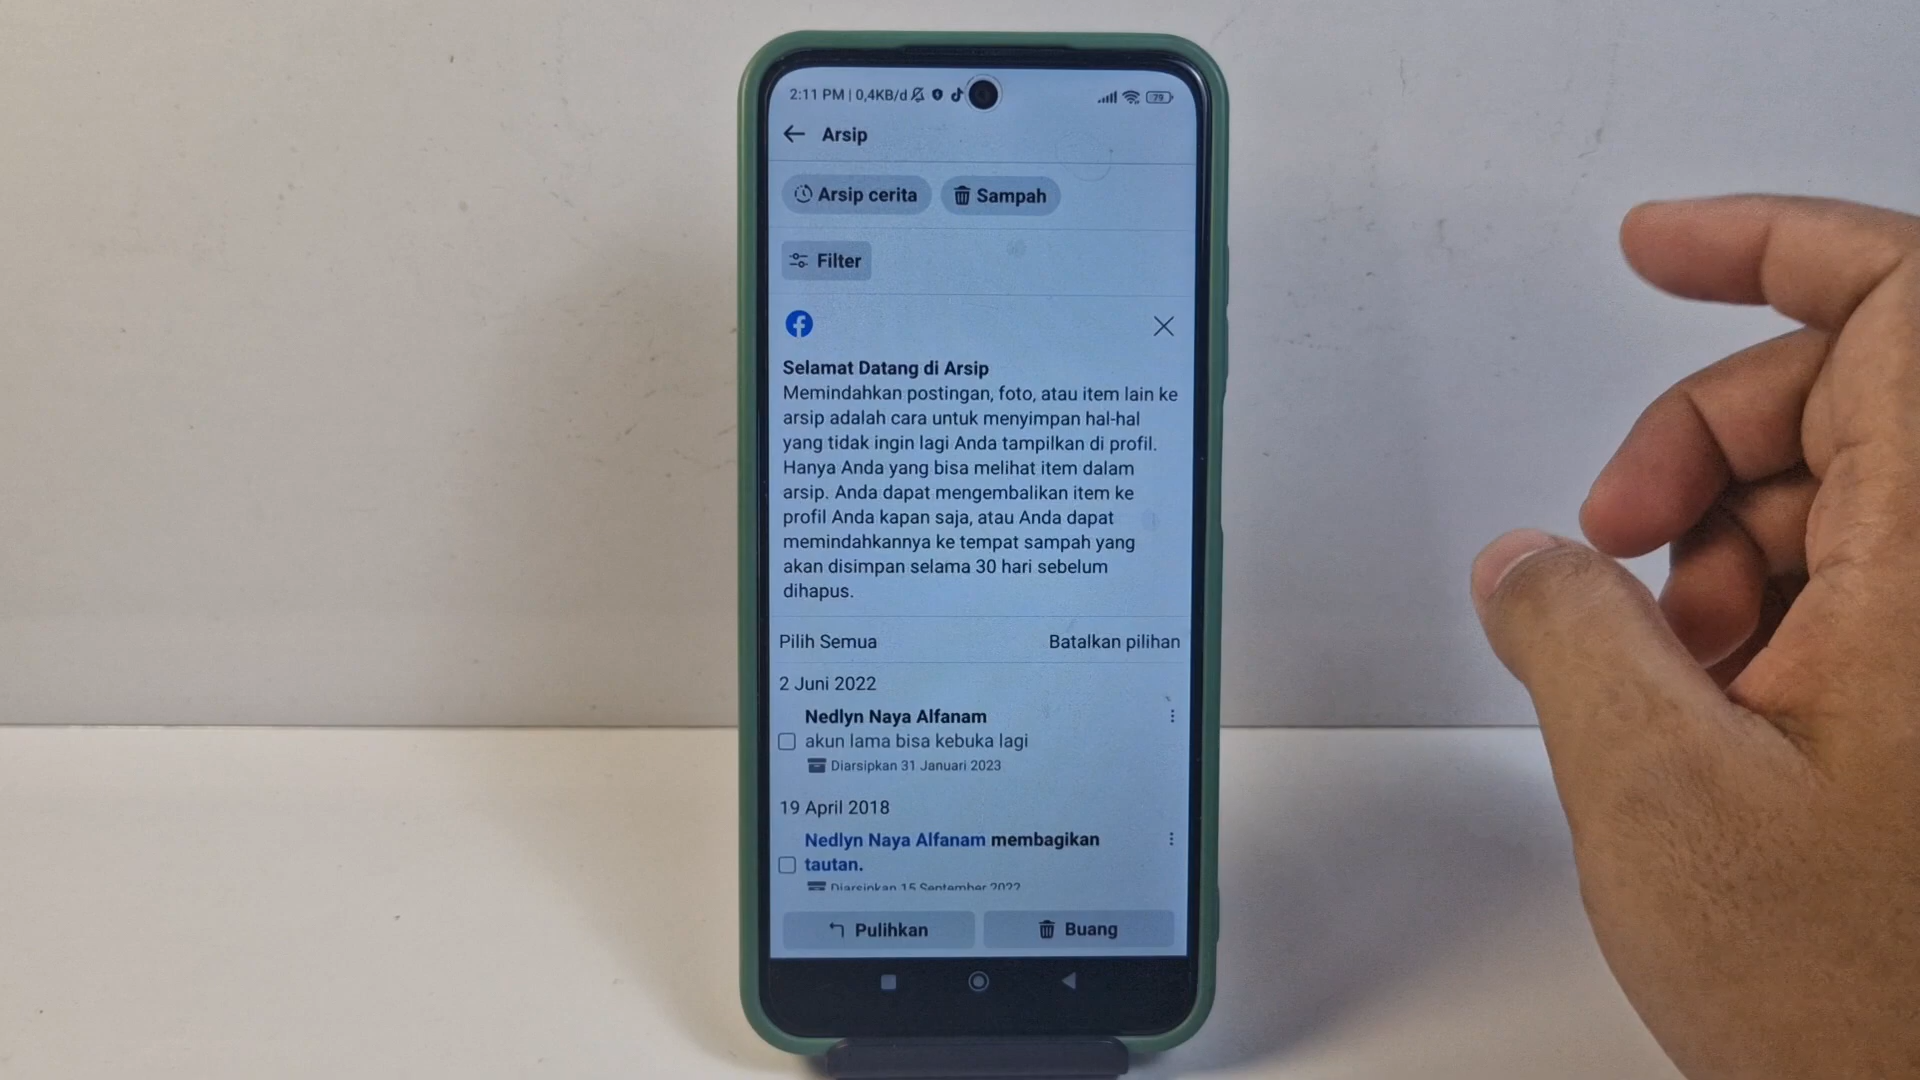 2:11 PM | 0,4KB/d
79
Arsip
Arsip cerita
Sampah
Filter
Selamat Datang di Arsip
Memindahkan postingan, foto, atau item lain ke
arsip adalah cara untuk menyimpan hal-hal
yang tidak ingin lagi Anda tampilkan di profil.
Hanya Anda yang bisa melihat item dalam
arsip. Anda dapat mengembalikan item ke
profil Anda kapan saja, atau Anda dapat
memindahkannya ke tempat sampah yang
akan disimpan selama 30 hari sebelum
dihapus.
Pilih Semua
Batalkan pilihan
2 Juni 2022
Nedlyn Naya Alfanam
akun lama bisa kebuka lagi
Diarsipkan 31 Januari 2023
19 April 2018
Nedlyn Naya Alfanam membagikan
tautan.
Diarsipkan 15 September 2022
Pulihkan
Buang